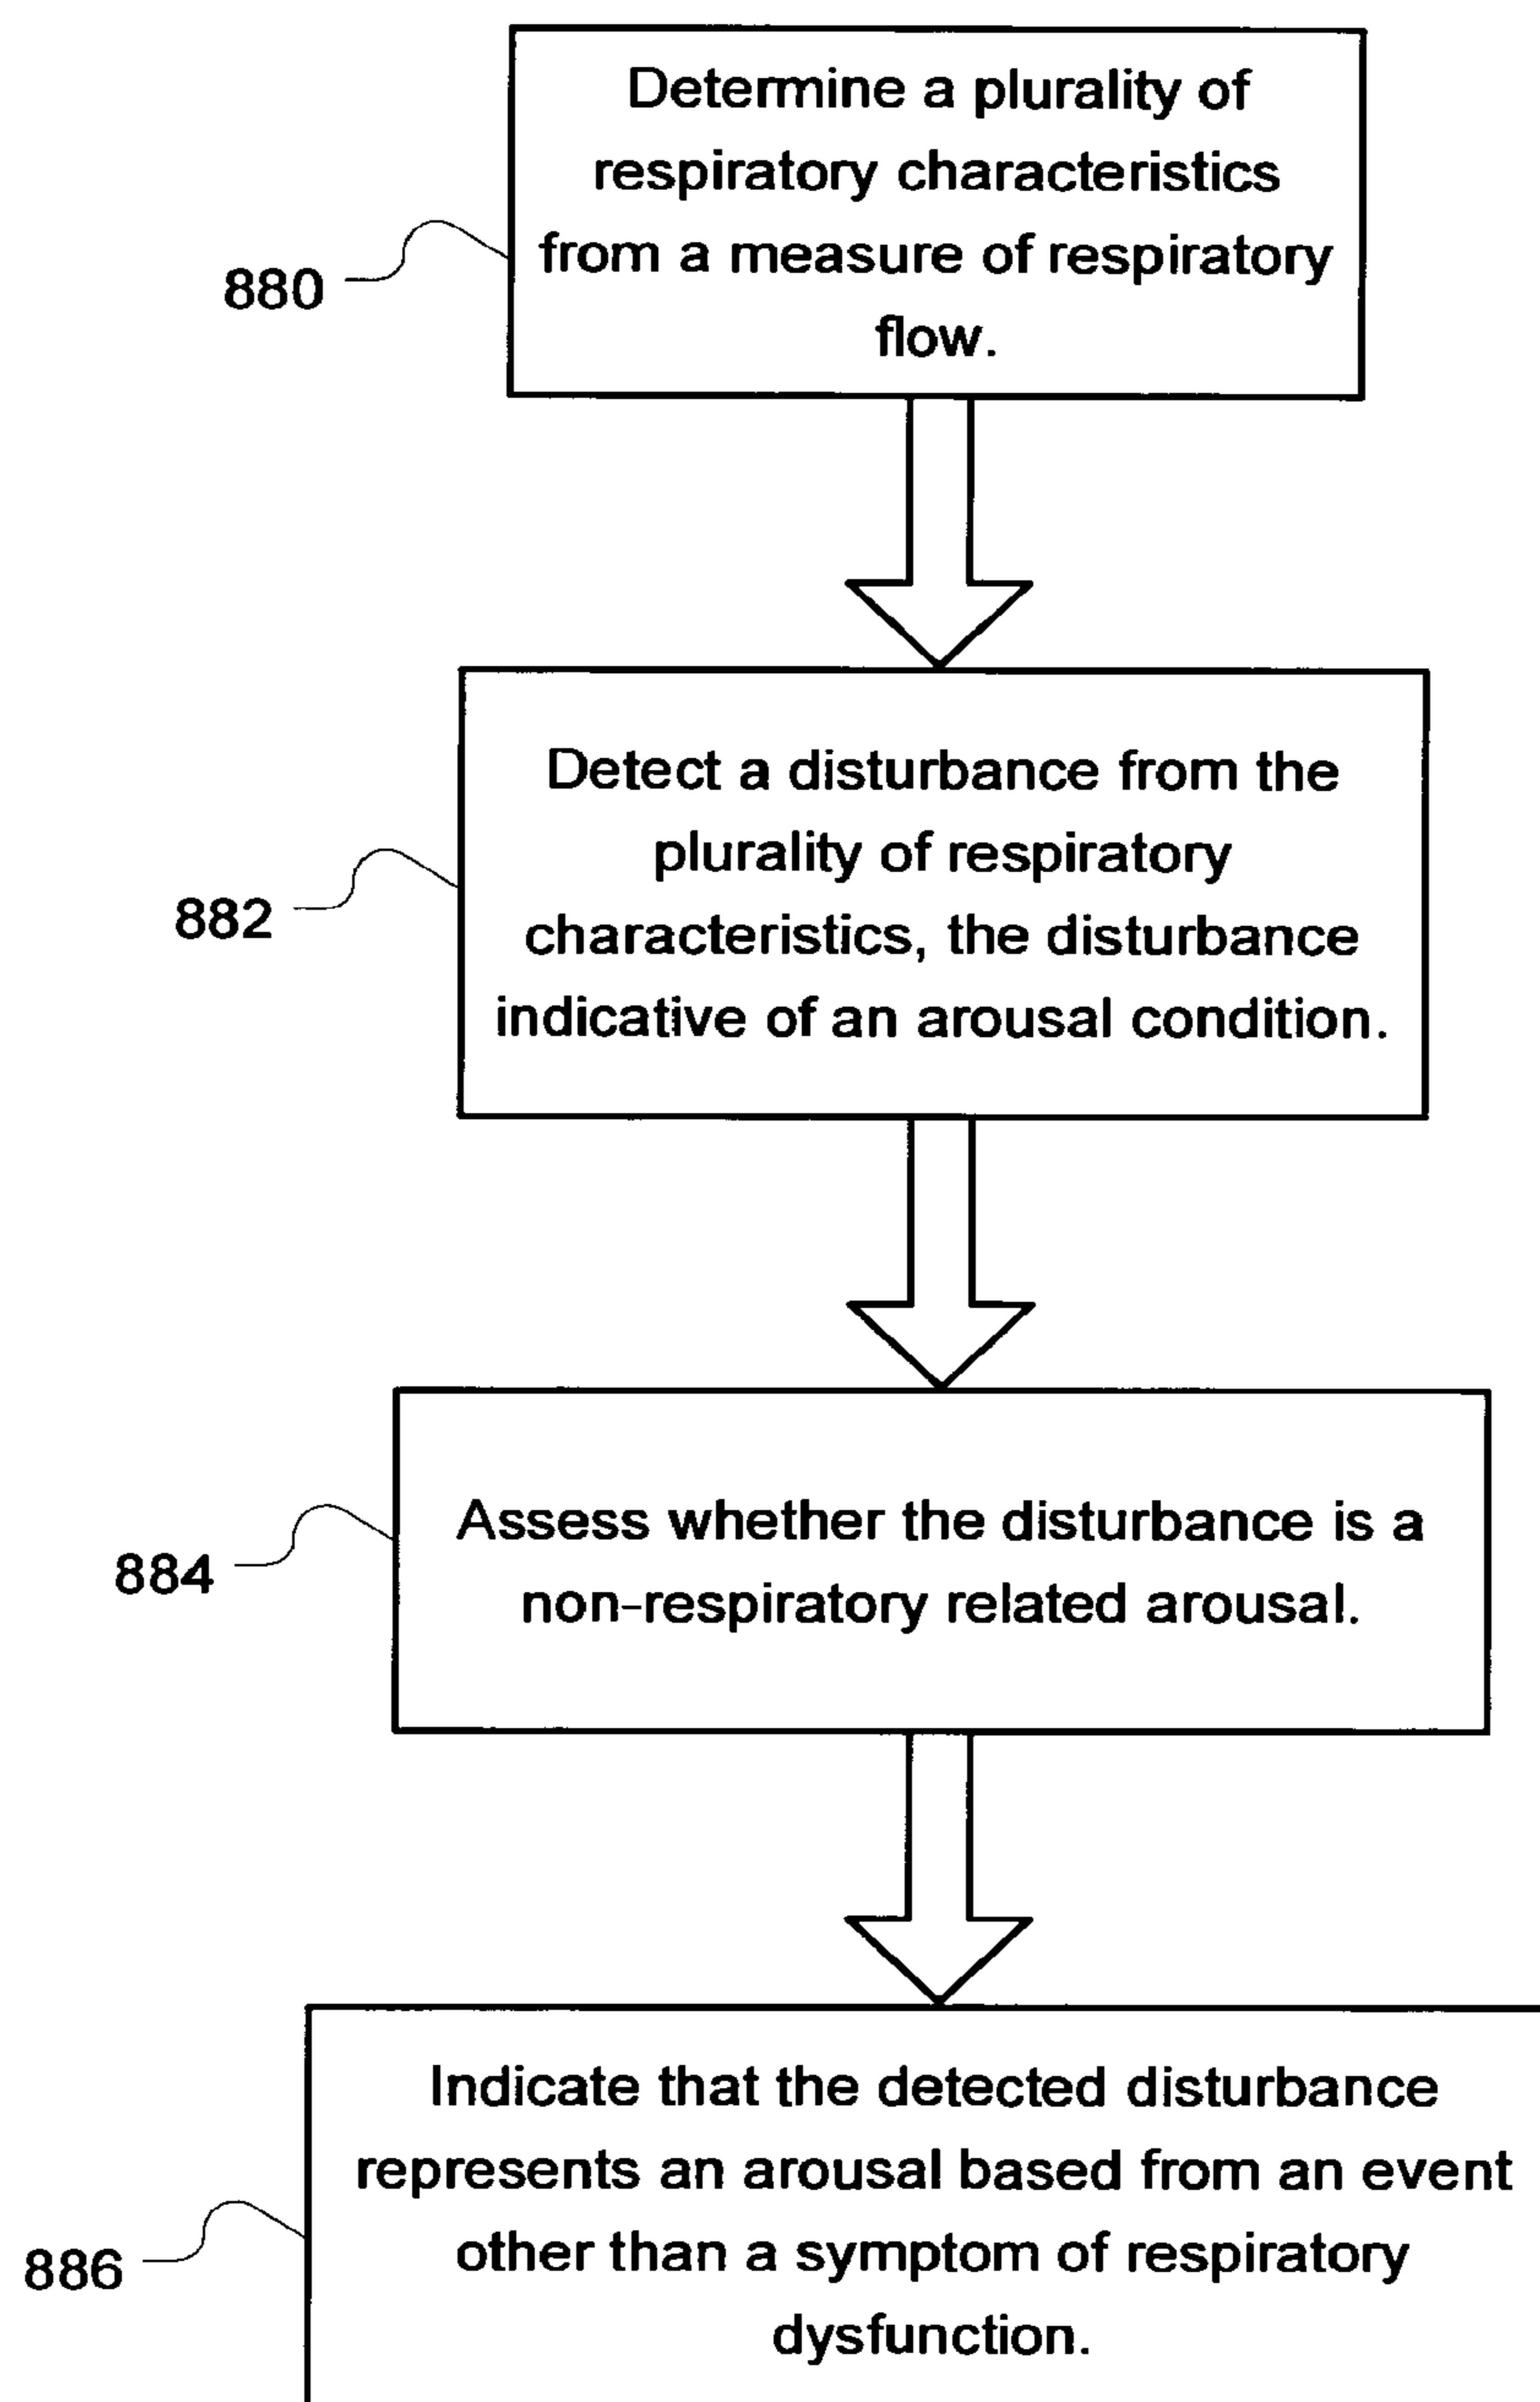 Determine a plurality of
respiratory characteristics
from a measure of respiratory
flow.
880
Detect a disturbance from the
plurality of respiratory
characteristics, the disturbance
indicative of an arousal condition.
882
Assess whether the disturbance is a
non-respiratory related arousal.
884
Indicate that the detected disturbance
represents an arousal based from an event
other than a symptom of respiratory
dysfunction.
886